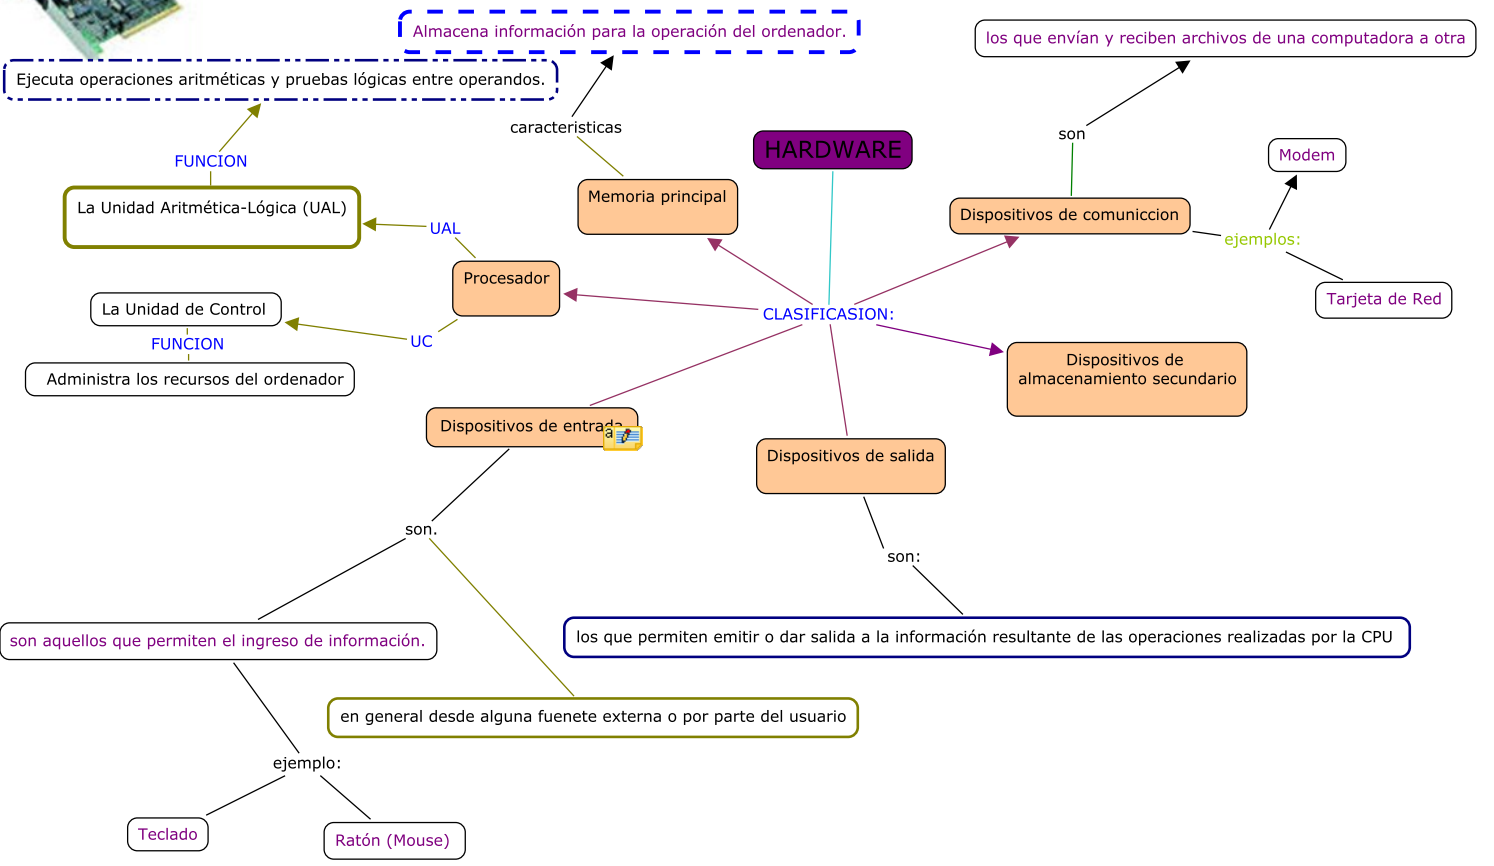 Almacena información para la operación del ordenador.
los que envían y reciben archivos de una computadora a otra
Ejecuta operaciones aritméticas y pruebas lógicas entre operandos.
caracteristicas
son
HARDWARE
Modem
FUNCION
Memoria principal
La Unidad Aritmética-Lógica (UAL)
Dispositivos de comuniccion
UAL
ejemplos:
Procesador
Tarjeta de Red
La Unidad de Control
CLASIFICASION:
FUNCION
UC
Administra los recursos del ordenador
Dispositivos de
almacenamiento secundario
Dispositivos de entrada
a
Dispositivos de salida
son.
son:
son aquellos que permiten el ingreso de información.
los que permiten emitir o dar salida a la información resultante de las operaciones realizadas por la CPU
en general desde alguna fuenete externa o por parte del usuario
ejemplo:
Teclado
Ratón (Mouse)